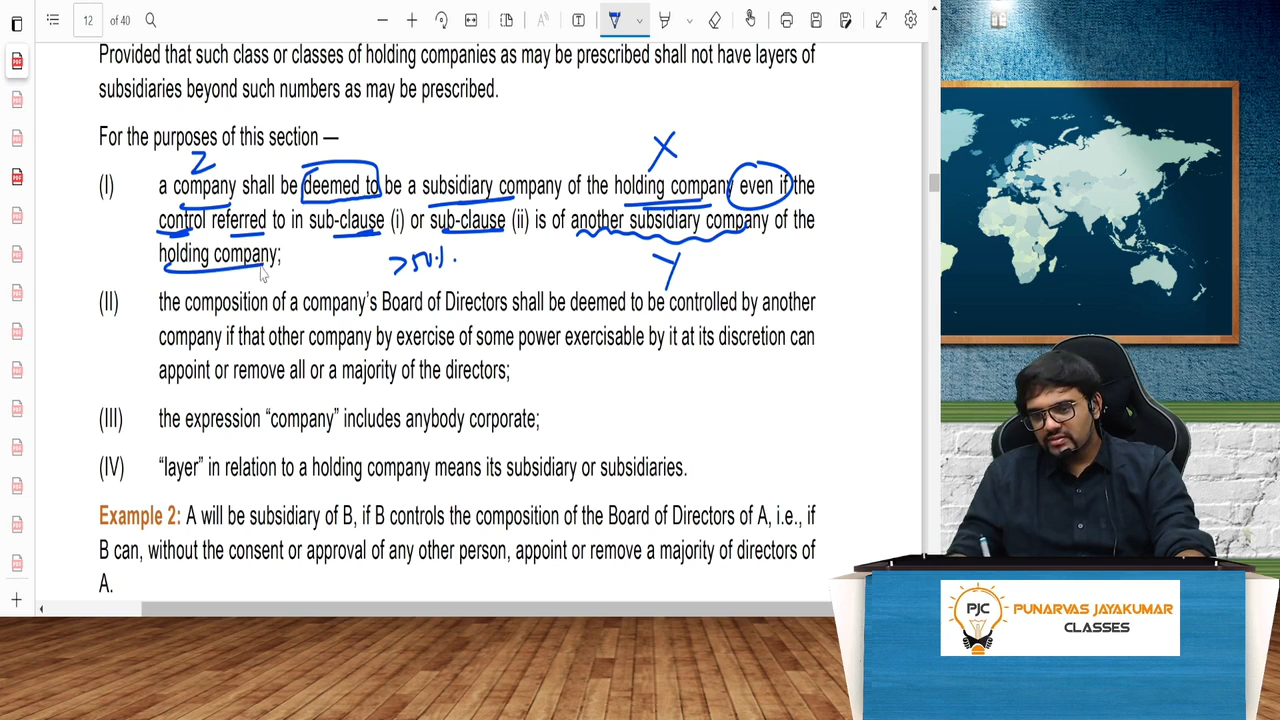 12 of 40
Provided that such class or classes of holding companies as may be prescribed shall not have layers of
subsidiaries beyond such numbers as may be prescribed.
For the purposes of this section —
Z
X
(I) a company shall be deemed to be a subsidiary company of the holding company even if the
control referred to in sub-clause (i) or sub-clause (ii) is of another subsidiary company of the
holding company;
>50%.
Y
(II) the composition of a company's Board of Directors shall be deemed to be controlled by another
company if that other company by exercise of some power exercisable by it at its discretion can
appoint or remove all or a majority of the directors;
(III) the expression "company" includes anybody corporate;
(IV) "layer" in relation to a holding company means its subsidiary or subsidiaries.
Example 2: A will be subsidiary of B, if B controls the composition of the Board of Directors of A, i.e., if
B can, without the consent or approval of any other person, appoint or remove a majority of directors of
A.
PJC
PUNARVAS JAYAKUMAR
CLASSES